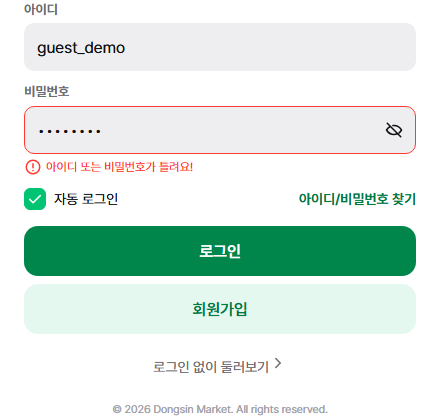 아이디
guest_demo
비밀번호
••••••••
아이디 또는 비밀번호가 틀려요!
자동 로그인
아이디/비밀번호 찾기
로그인
회원가입
로그인 없이 둘러보기
© 2026 Dongsin Market. All rights reserved.